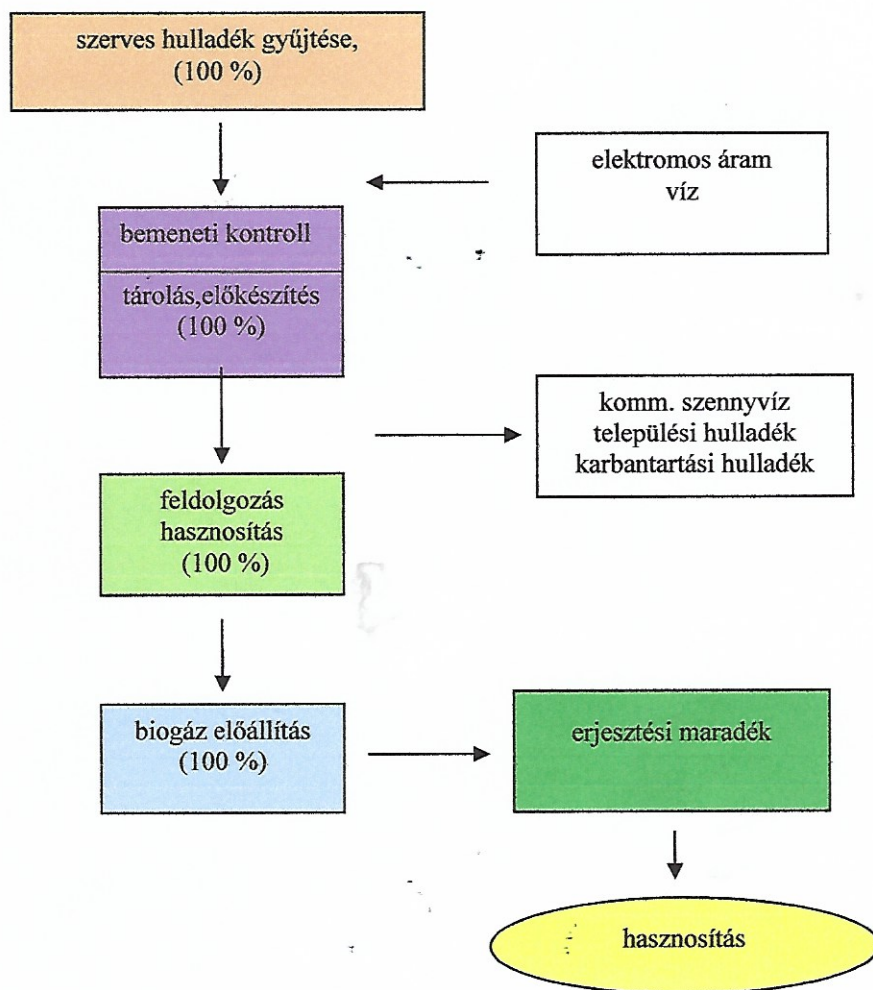 szerves hulladék gyűjtése,
(100 %)
elektromos áram
víz
bemeneti kontroll
tárolás,előkészítés
(100 %)
komm. szennyvíz
települési hulladék
karbantartási hulladék
feldolgozás
hasznosítás
(100 %)
biogáz előállítás
(100 %)
erjesztési maradék
hasznosítás